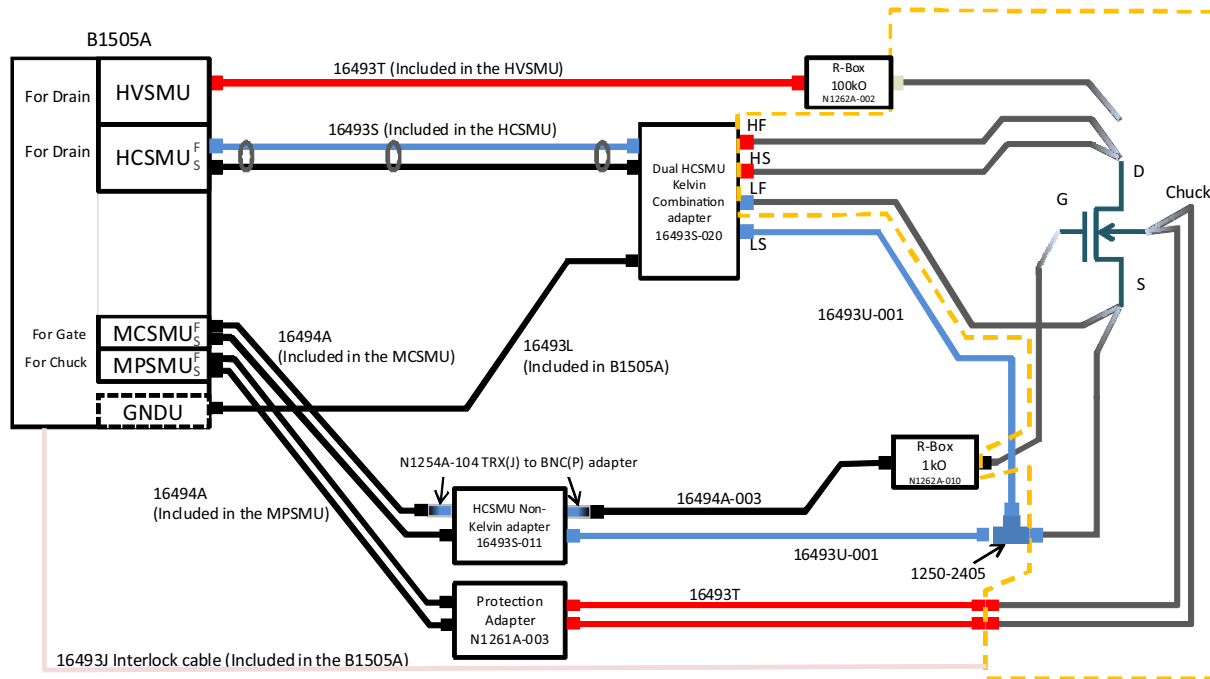 B1505A
For Drain
HVSMU
16493T (Included in the HVSMU)
R-Box
100kO
N1262A-002
For Drain
HCSMU
F
S
16493S (Included in the HCSMU)
Dual HCSMU
Kelvin
Combination
adapter
16493S-020
HF
HS
LF
LS
D
G
S
Chuck
16493U-001
For Gate
MCSMU
F
S
For Chuck
MPSMU
F
S
GNDU
16494A
(Included in the MCSMU)
16493L
(Included in B1505A)
N1254A-104 TRX(J) to BNC(P) adapter
R-Box
1kO
N1262A-010
16494A
(Included in the MPSMU)
HCSMU Non-
Kelvin adapter
16493S-011
16494A-003
16493U-001
1250-2405
Protection
Adapter
N1261A-003
16493T
16493J Interlock cable (Included in the B1505A)